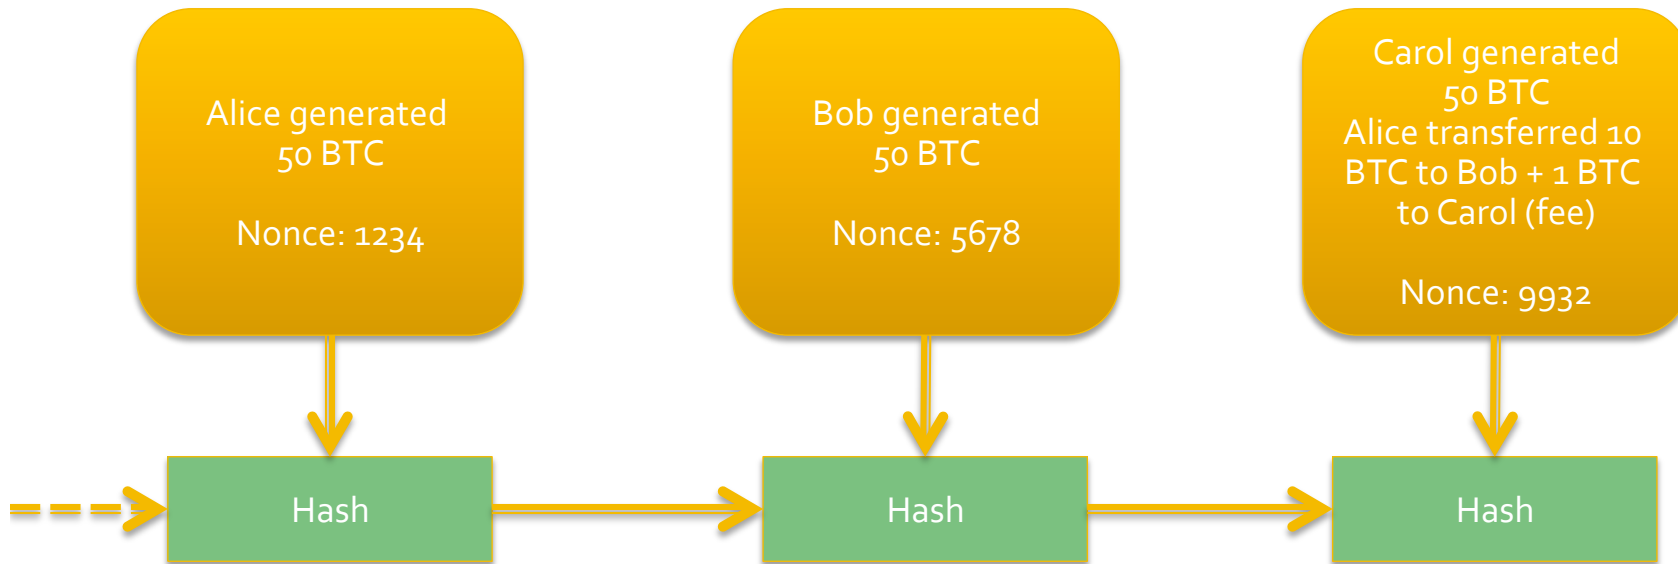 Alice generated
50 BTC
Nonce: 1234
Bob generated
50 BTC
Nonce: 5678
Carol generated
50 BTC
Alice transferred 10
BTC to Bob + 1 BTC
to Carol (fee)
Nonce: 9932
Hash
Hash
Hash